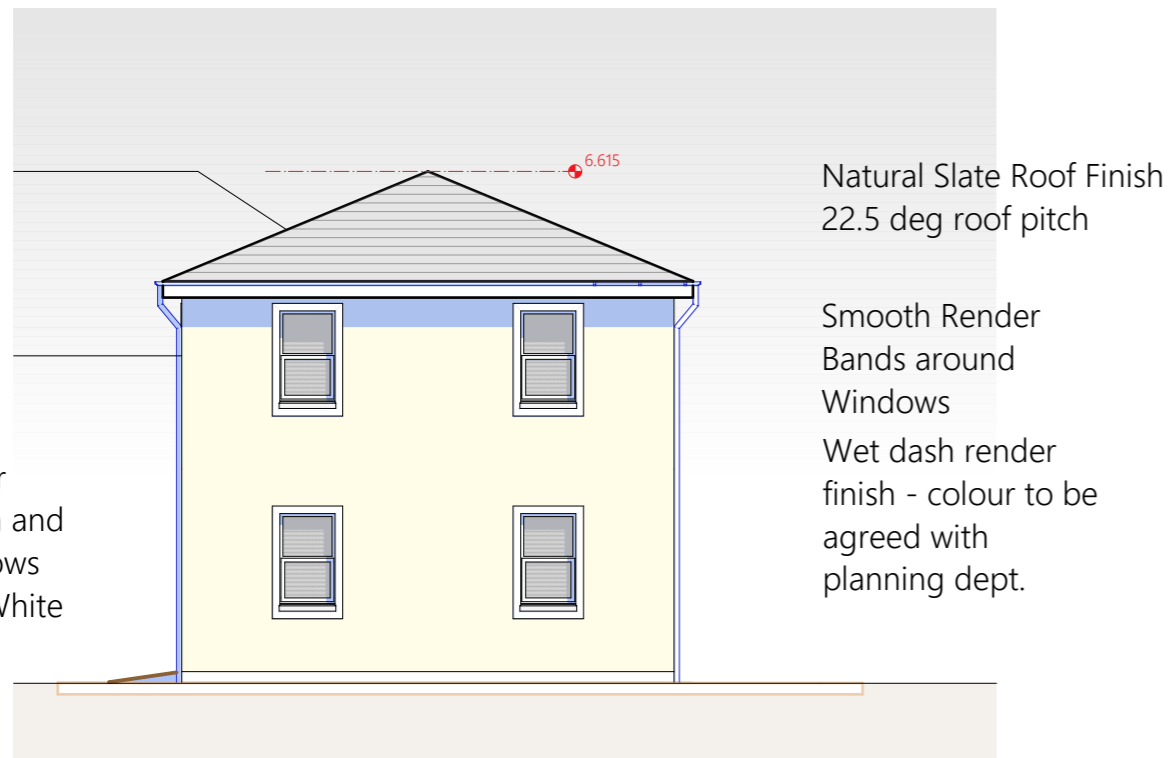 6.615
Natural Slate Roof Finish
22.5 deg roof pitch
Smooth Render
Bands around
Windows
Wet dash render
finish - colour to be
agreed with
planning dept.
and
White